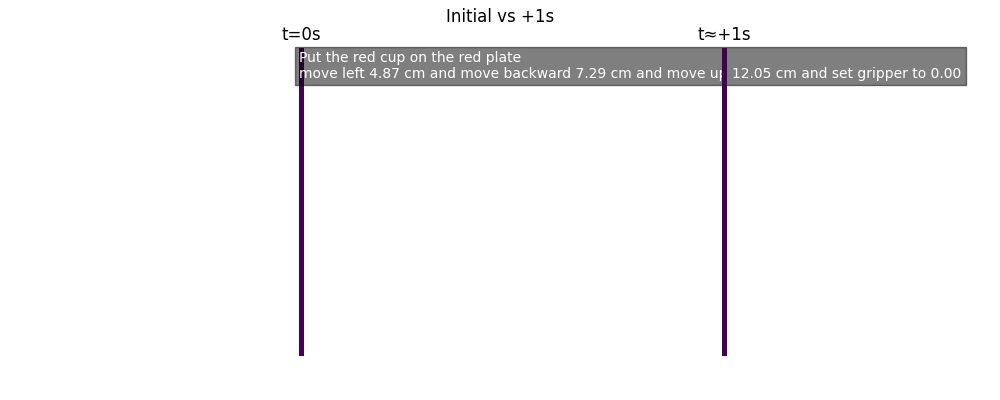 Initial vs +1s
t=0s
t≈+1s
Put the red cup on the red plate
move left 4.87 cm and move backward 7.29 cm and move up 12.05 cm and set gripper to 0.00